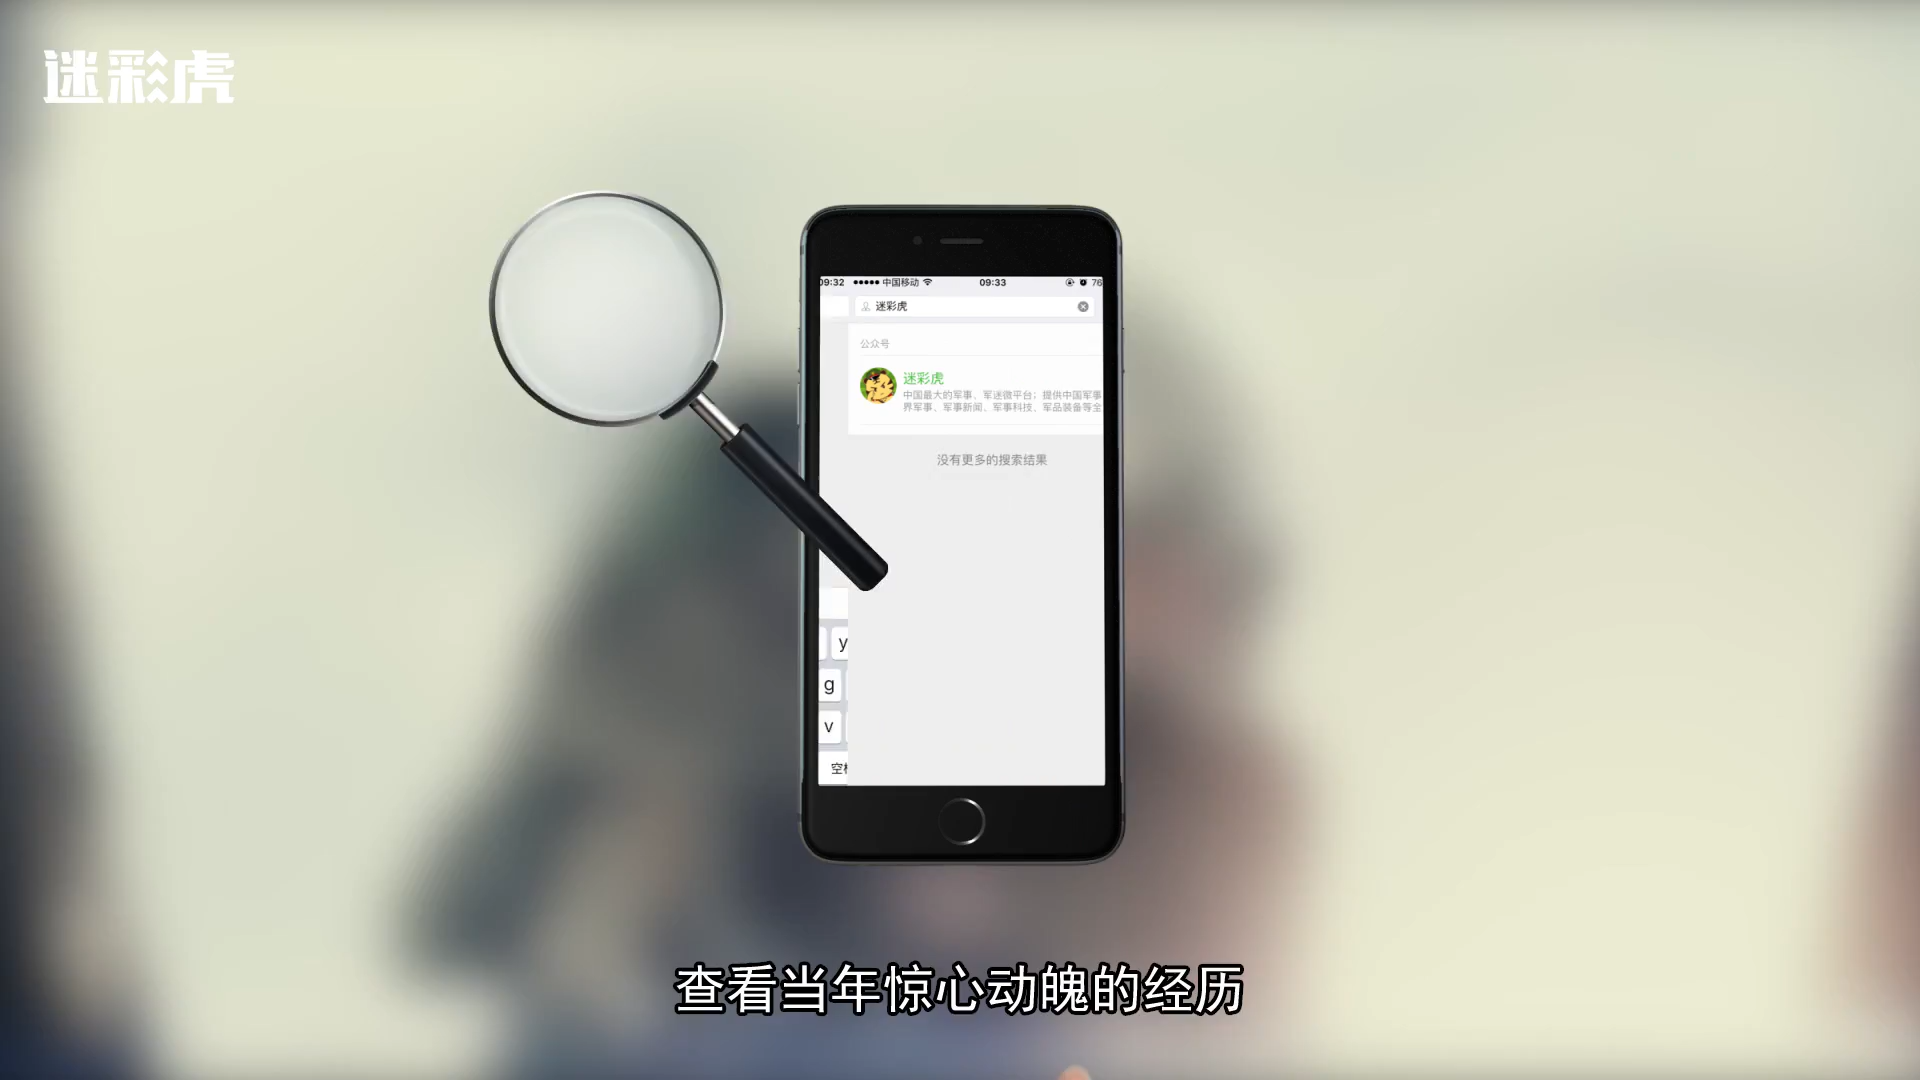 迷彩虎
09:32 中国移动 09:33 76
迷彩虎
公众号
迷彩虎
中国最大的军事、军迷微平台；提供中国军事
界军事、军事新闻、军事科技、军品装备等全
没有更多的搜索结果
y
g
v
空格
查看当年惊心动魄的经历